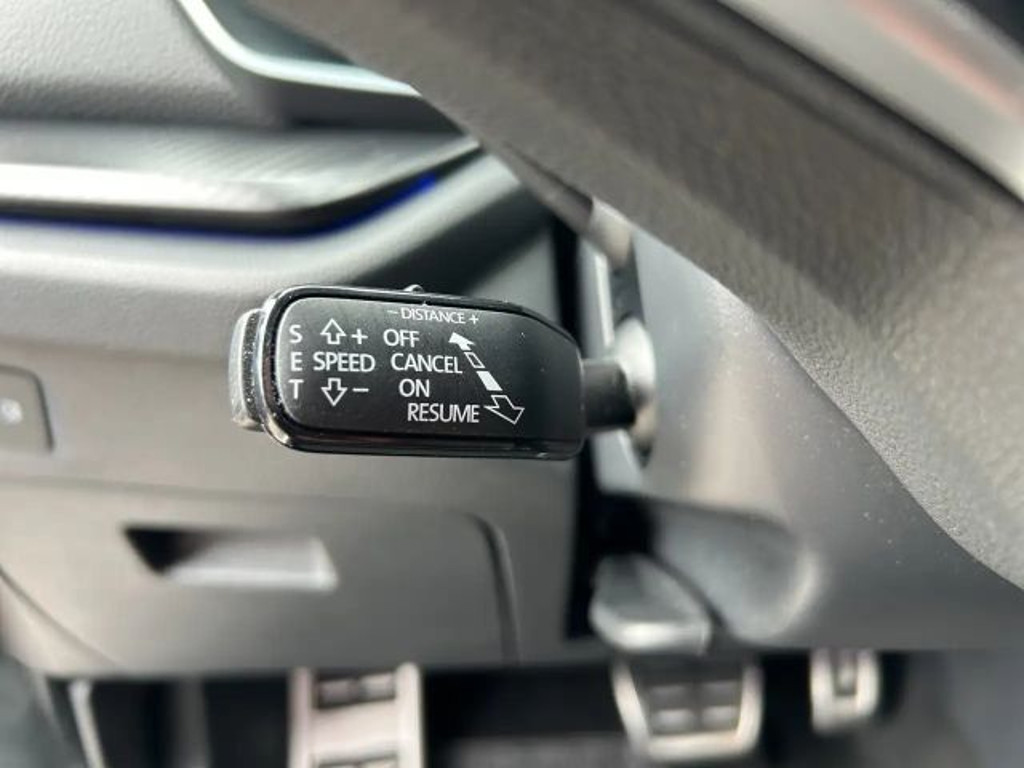 - DISTANCE +
S + OFF
E SPEED CANCEL
T - ON
RESUME